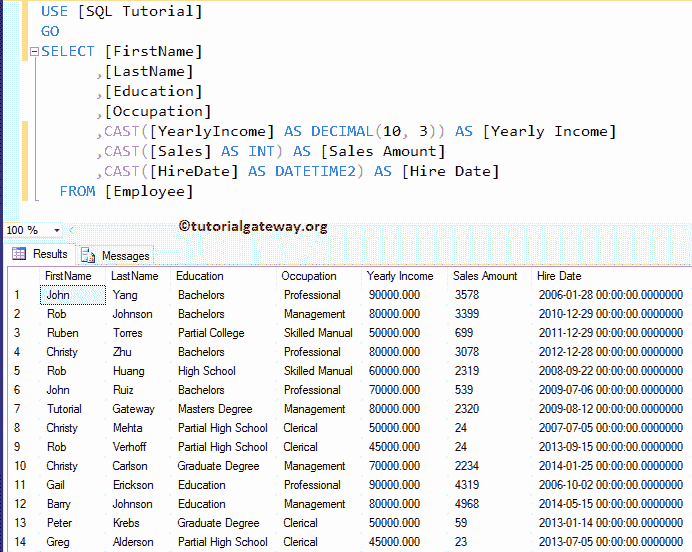 USE [SQL Tutorial]
GO
SELECT [FirstName]
,[LastName]
,[Education]
,[Occupation]
,CAST([YearlyIncome] AS DECIMAL(10, 3)) AS [Yearly Income]
,CAST([Sales] AS INT) AS [Sales Amount]
,CAST([HireDate] AS DATETIME2) AS [Hire Date]
FROM [Employee]
©tutorialgateway.org
100 %
Results Messages
FirstName LastName Education Occupation Yearly Income Sales Amount Hire Date
1 John Yang Bachelors Professional 90000.000 3578 2006-01-28 00:00:00.0000000
2 Rob Johnson Bachelors Management 80000.000 3399 2010-12-29 00:00:00.0000000
3 Ruben Torres Partial College Skilled Manual 50000.000 699 2011-12-29 00:00:00.0000000
4 Christy Zhu Bachelors Professional 80000.000 3078 2012-12-28 00:00:00.0000000
5 Rob Huang High School Skilled Manual 60000.000 2319 2008-09-22 00:00:00.0000000
6 John Ruiz Bachelors Professional 70000.000 539 2009-07-06 00:00:00.0000000
7 Tutorial Gateway Masters Degree Management 80000.000 2320 2009-08-12 00:00:00.0000000
8 Christy Mehta Partial High School Clerical 50000.000 24 2007-07-05 00:00:00.0000000
9 Rob Verhoff Partial High School Clerical 45000.000 24 2013-09-15 00:00:00.0000000
10 Christy Carlson Graduate Degree Management 70000.000 2234 2014-01-25 00:00:00.0000000
11 Gail Erickson Education Professional 90000.000 4319 2006-10-02 00:00:00.0000000
12 Barry Johnson Education Management 80000.000 4968 2014-05-15 00:00:00.0000000
13 Peter Krebs Graduate Degree Clerical 50000.000 59 2013-01-14 00:00:00.0000000
14 Greg Alderson Partial High School Clerical 45000.000 23 2013-07-05 00:00:00.0000000